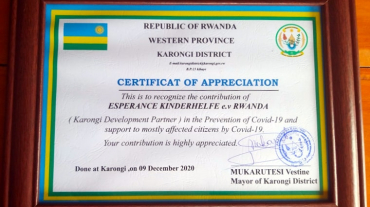 REPUBLIC OF RWANDA
WESTERN PROVINCE
KARONGI DISTRICT
CERTIFICAT OF APPRECIATION
This is to recognize the contribution of
ESPERANCE KINDERHELFE e.v RWANDA
( Karongi Development Partner ) in the Prevention of Covid-19 and
support to mostly affected citizens by Covid-19.
Your contribution is highly appreciated.
Done at Karongi ,on 09 December 2020
MUKARUTESI Vestine
Mayor of Karongi District